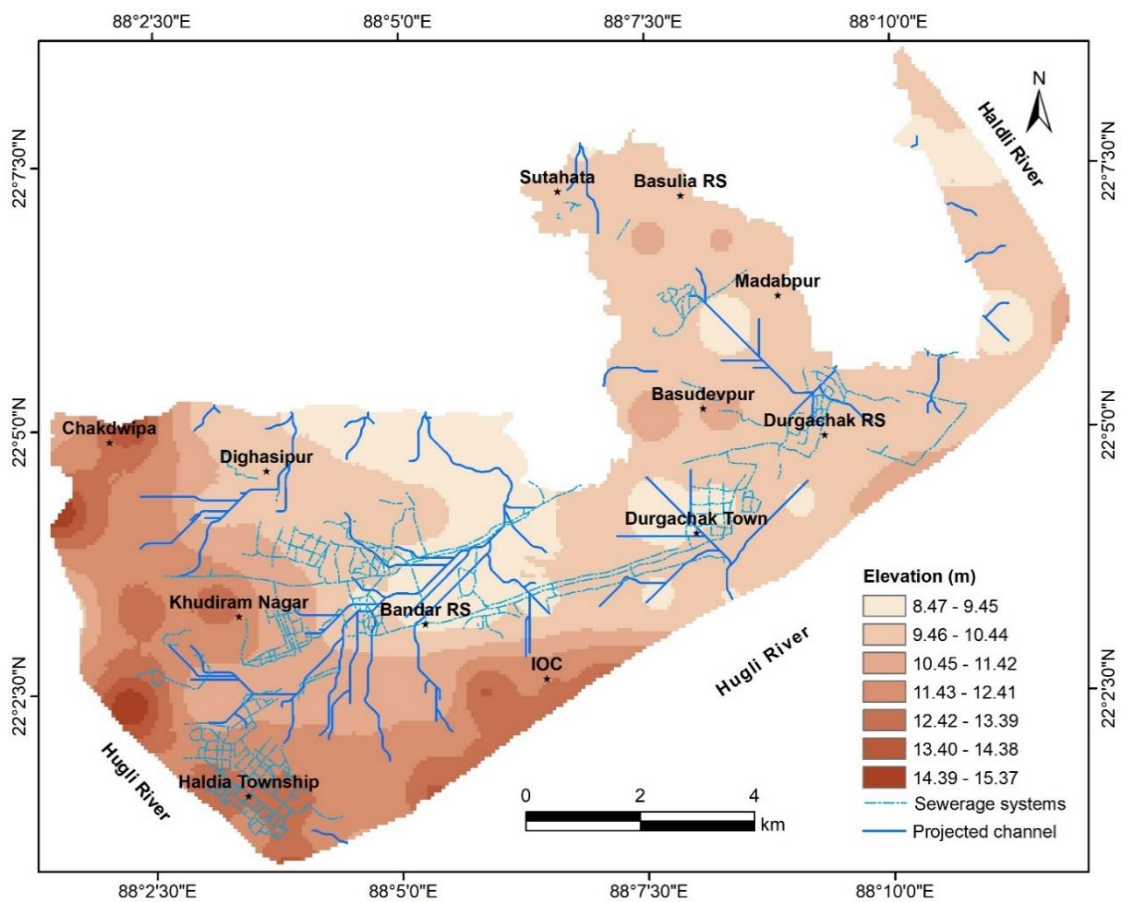 88°2'30"E 88°5'0"E 88°7'30"E 88°10'0"E
N
Haldli River
22°7'30"N 22°7'30"N
Sutahata Basulia RS
Madabpur
Basudevpur
Durgachak RS
22°5'0"N 22°5'0"N
Chakdwipa
Dighasipur
Durgachak Town
Khudiram Nagar Bandar RS
IOC
Hugli River
22°2'30"N 22°2'30"N
Hugli River
Haldia Township
0 2 4
km
Elevation (m)
8.47 - 9.45
9.46 - 10.44
10.45 - 11.42
11.43 - 12.41
12.42 - 13.39
13.40 - 14.38
14.39 - 15.37
Sewerage systems
Projected channel
88°2'30"E 88°5'0"E 88°7'30"E 88°10'0"E